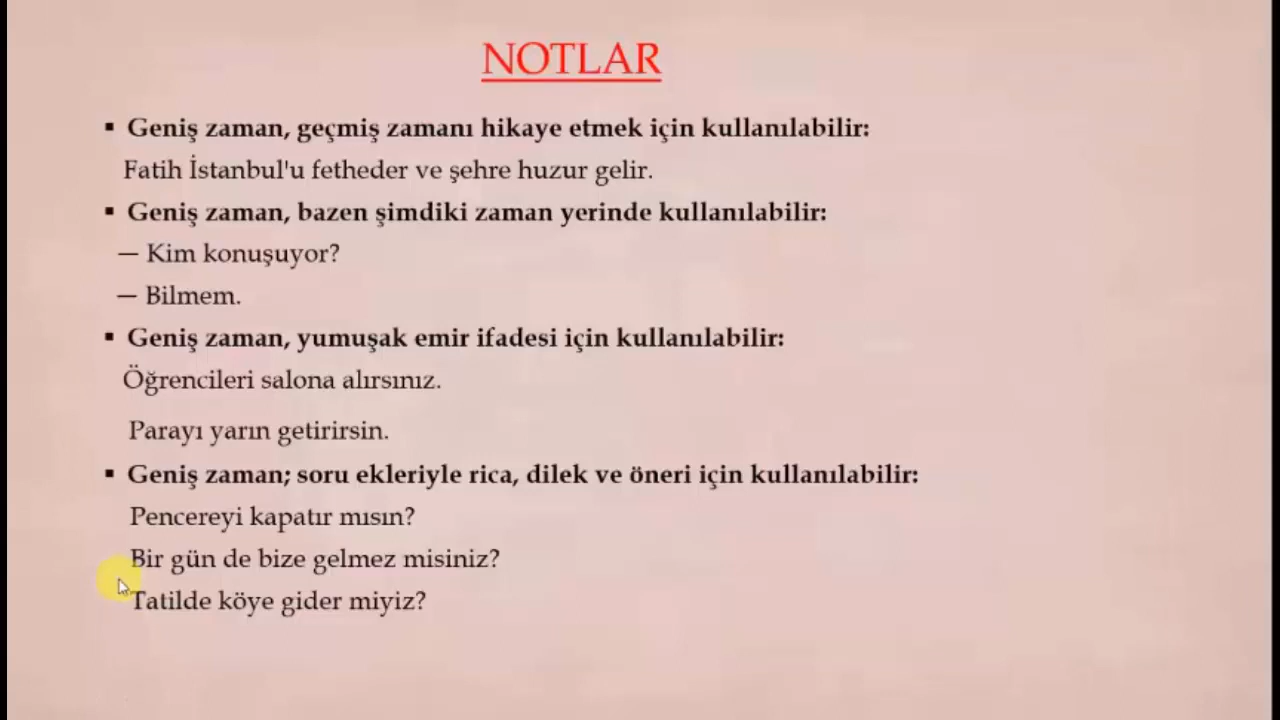 NOTLAR
▪ Geniş zaman, geçmiş zamanı hikaye etmek için kullanılabilir:
Fatih İstanbul'u fetheder ve şehre huzur gelir.
▪ Geniş zaman, bazen şimdiki zaman yerinde kullanılabilir:
— Kim konuşuyor?
— Bilmem.
▪ Geniş zaman, yumuşak emir ifadesi için kullanılabilir:
Öğrencileri salona alırsınız.
Parayı yarın getirirsin.
▪ Geniş zaman; soru ekleriyle rica, dilek ve öneri için kullanılabilir:
Pencereyi kapatır mısın?
Bir gün de bize gelmez misiniz?
Tatilde köye gider miyiz?